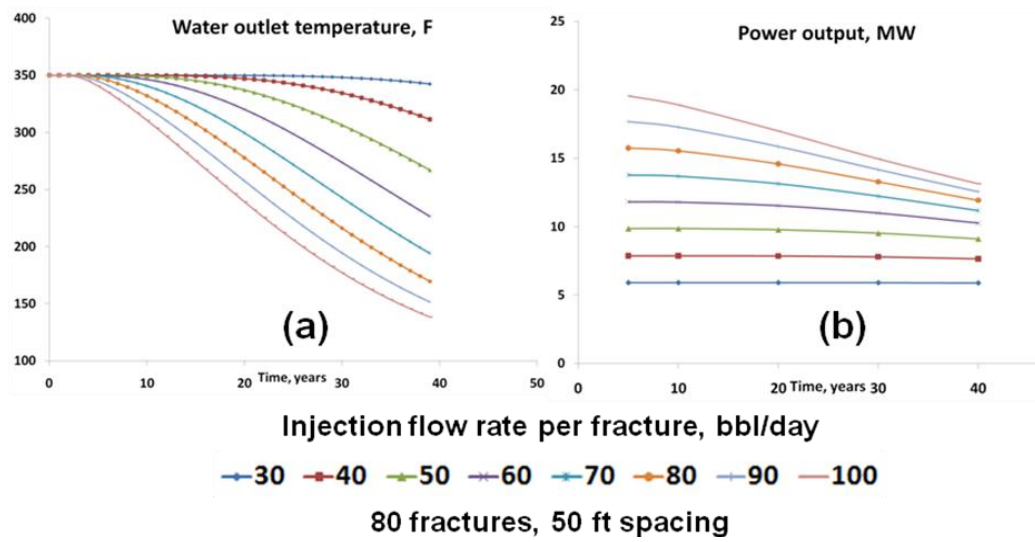 Water outlet temperature, F
400
350
300
250
200
150
100
0
10
20
30
40
50
Time, years
(a)
Power output, MW
25
20
15
10
5
0
0
10
20
30
40
Time, years
(b)
Injection flow rate per fracture, bbl/day
30 40 50 60 70 80 90 100
80 fractures, 50 ft spacing